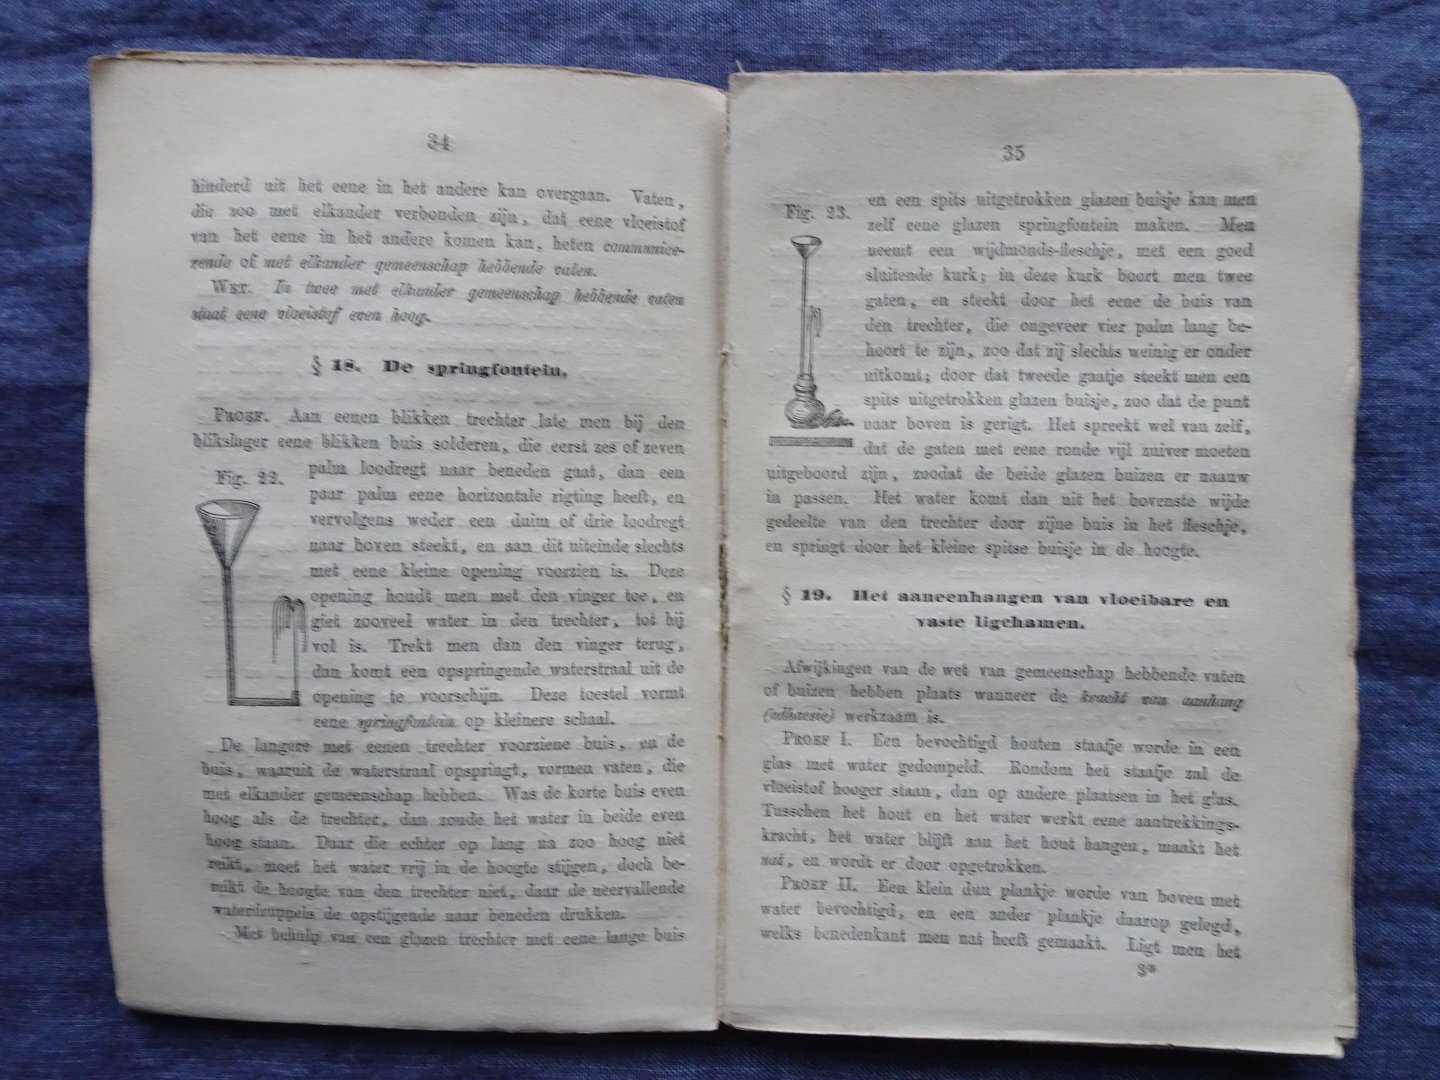 34
hinderd uit het eene in het andere kan overgaan. Vaten,
die zoo met elkander verbonden zijn, dat eene vloeistof
van het eene in het andere komen kan, heten communice-
rende of met elkander gemeenschap hebbende vaten.
WET. In twee met elkander gemeenschap hebbende vaten
staat eene vloeistof even hoog.
§ 18. De springfontein.
PROEF. Aan eenen blikken trechter late men bij den
blikslager eene blikken buis solderen, die eerst zes of zeven
Fig. 22.
palm loodregt naar beneden gaat, dan een
paar palm eene horizontale rigting heeft, en
vervolgens weder een duim of drie loodregt
naar boven steekt, en aan dit uiteinde slechts
met eene kleine opening voorzien is. Deze
opening houdt men met den vinger toe, en
giet zooveel water in den trechter, tot bij
vol is. Trekt men dan den vinger terug,
dan komt een opspringende waterstraal uit de
opening te voorschijn. Deze toestel vormt
eene springfontein op kleinere schaal.
De langere met eenen trechter voorziene buis, en de
buis, waaruit de waterstraal opspringt, vormen vaten, die
met elkander gemeenschap hebben. Was de korte buis even
hoog als de trechter, dan zoude het water in beide even
hoog staan. Daar die echter op lang na zoo hoog niet
reikt, moet het water vrij in de hoogte stijgen, doch be-
reikt de hoogte van den trechter niet, daar de neervallende
waterdruppels de opstijgende naar beneden drukken.
Met behulp van een glazen trechter met eene lange buis
35
en een spits uitgetrokken glazen buisje kan men
Fig. 23.
zelf eene glazen springfontein maken. Men
neemt een wijdmonds-fleschje, met een goed
sluitende kurk; in deze kurk boort men twee
gaten, en steekt door het eene de buis van
den trechter, die ongeveer vier palm lang be-
hoort te zijn, zoo dat zij slechts weinig er onder
uitkomt; door dat tweede gaatje steekt men een
spits uitgetrokken glazen buisje, zoo dat de punt
naar boven is gerigt. Het spreekt wel van zelf,
dat de gaten met eene ronde vijl zuiver moeten
uitgeboord zijn, zoodat de beide glazen buizen er naauw
in passen. Het water komt dan uit het bovenste wijde
gedeelte van den trechter door zijne buis in het fleschje,
en springt door het kleine spitse buisje in de hoogte.
§ 19. Het aaneenhangen van vloeibare en
vaste ligchamen.
Afwijkingen van de wet van gemeenschap hebbende vaten
of buizen hebben plaats wanneer de kracht van aanhang
(adhaesie) werkzaam is.
PROEF I. Een bevochtigd houten staafje worde in een
glas met water gedompeld. Rondom het staafje zal de
vloeistof hooger staan, dan op andere plaatsen in het glas.
Tusschen het hout en het water werkt eene aantrekkings-
kracht, het water blijft aan het hout hangen, maakt het
nat, en wordt er door opgetrokken.
PROEF II. Een klein dun plankje worde van boven met
water bevochtigd, en een ander plankje daarop gelegd,
welks benedenkant men nat heeft gemaakt. Ligt men het
3*